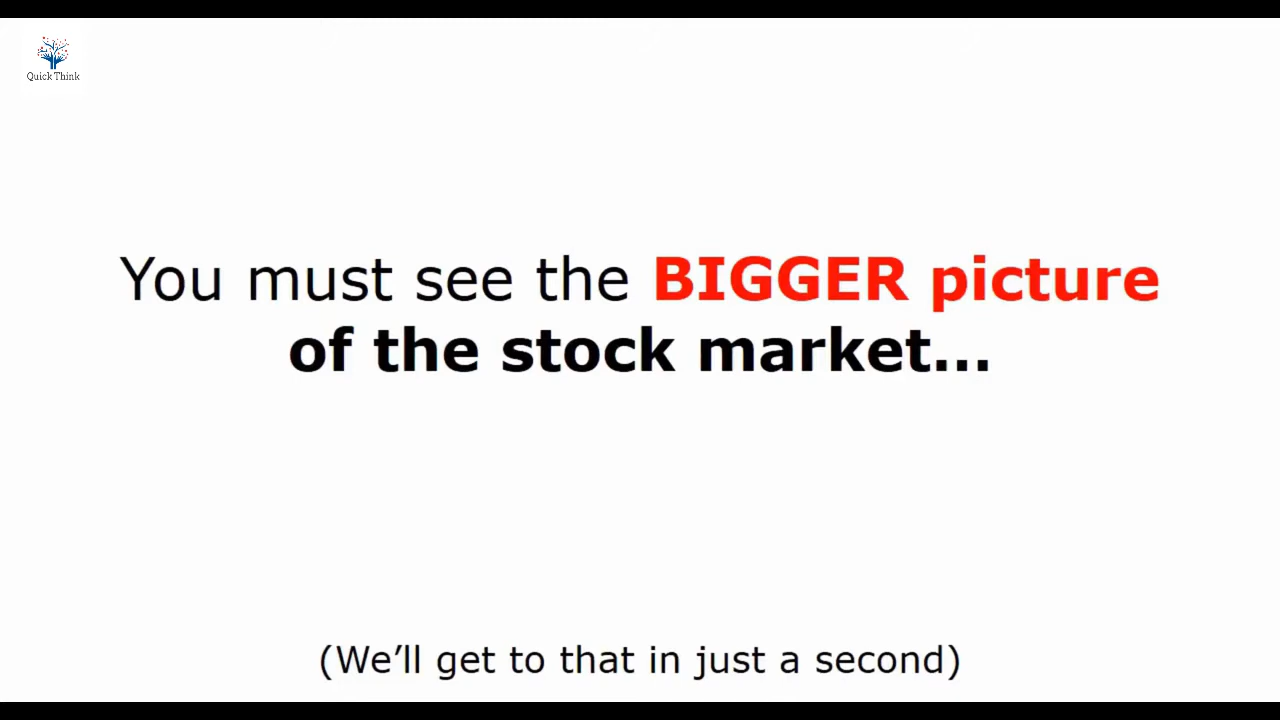 Quick Think
You must see the BIGGER picture
of the stock market...
(We’ll get to that in just a second)